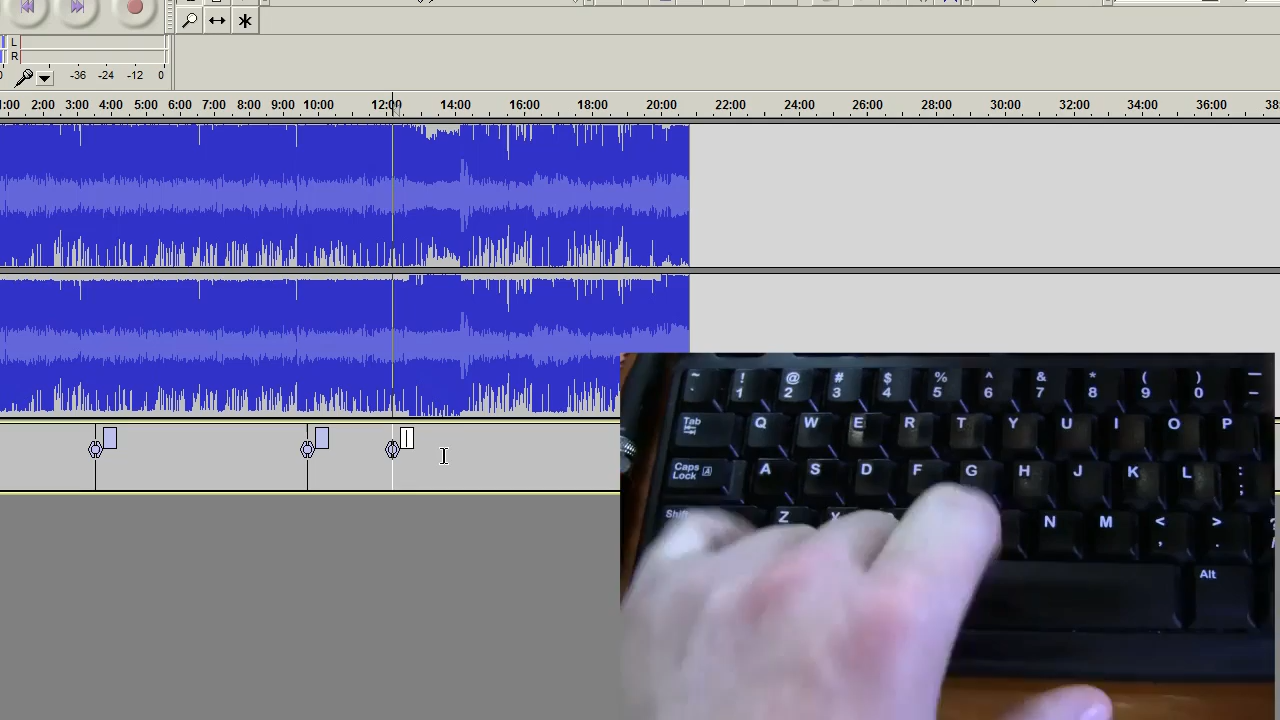 L
R
0 -36 -24 -12 0
1:00 2:00 3:00 4:00 5:00 6:00 7:00 8:00 9:00 10:00 12:00 14:00 16:00 18:00 20:00 22:00 24:00 26:00 28:00 30:00 32:00 34:00 36:00 38
~ ! @ # $ % ^ & * ( ) —
` 1 2 3 4 5 6 7 8 9 0 –
Tab Q W E R T Y U I O P
Caps Lock A A S D F G H J K L : ;
Shift Z N M < , > . ? /
Alt